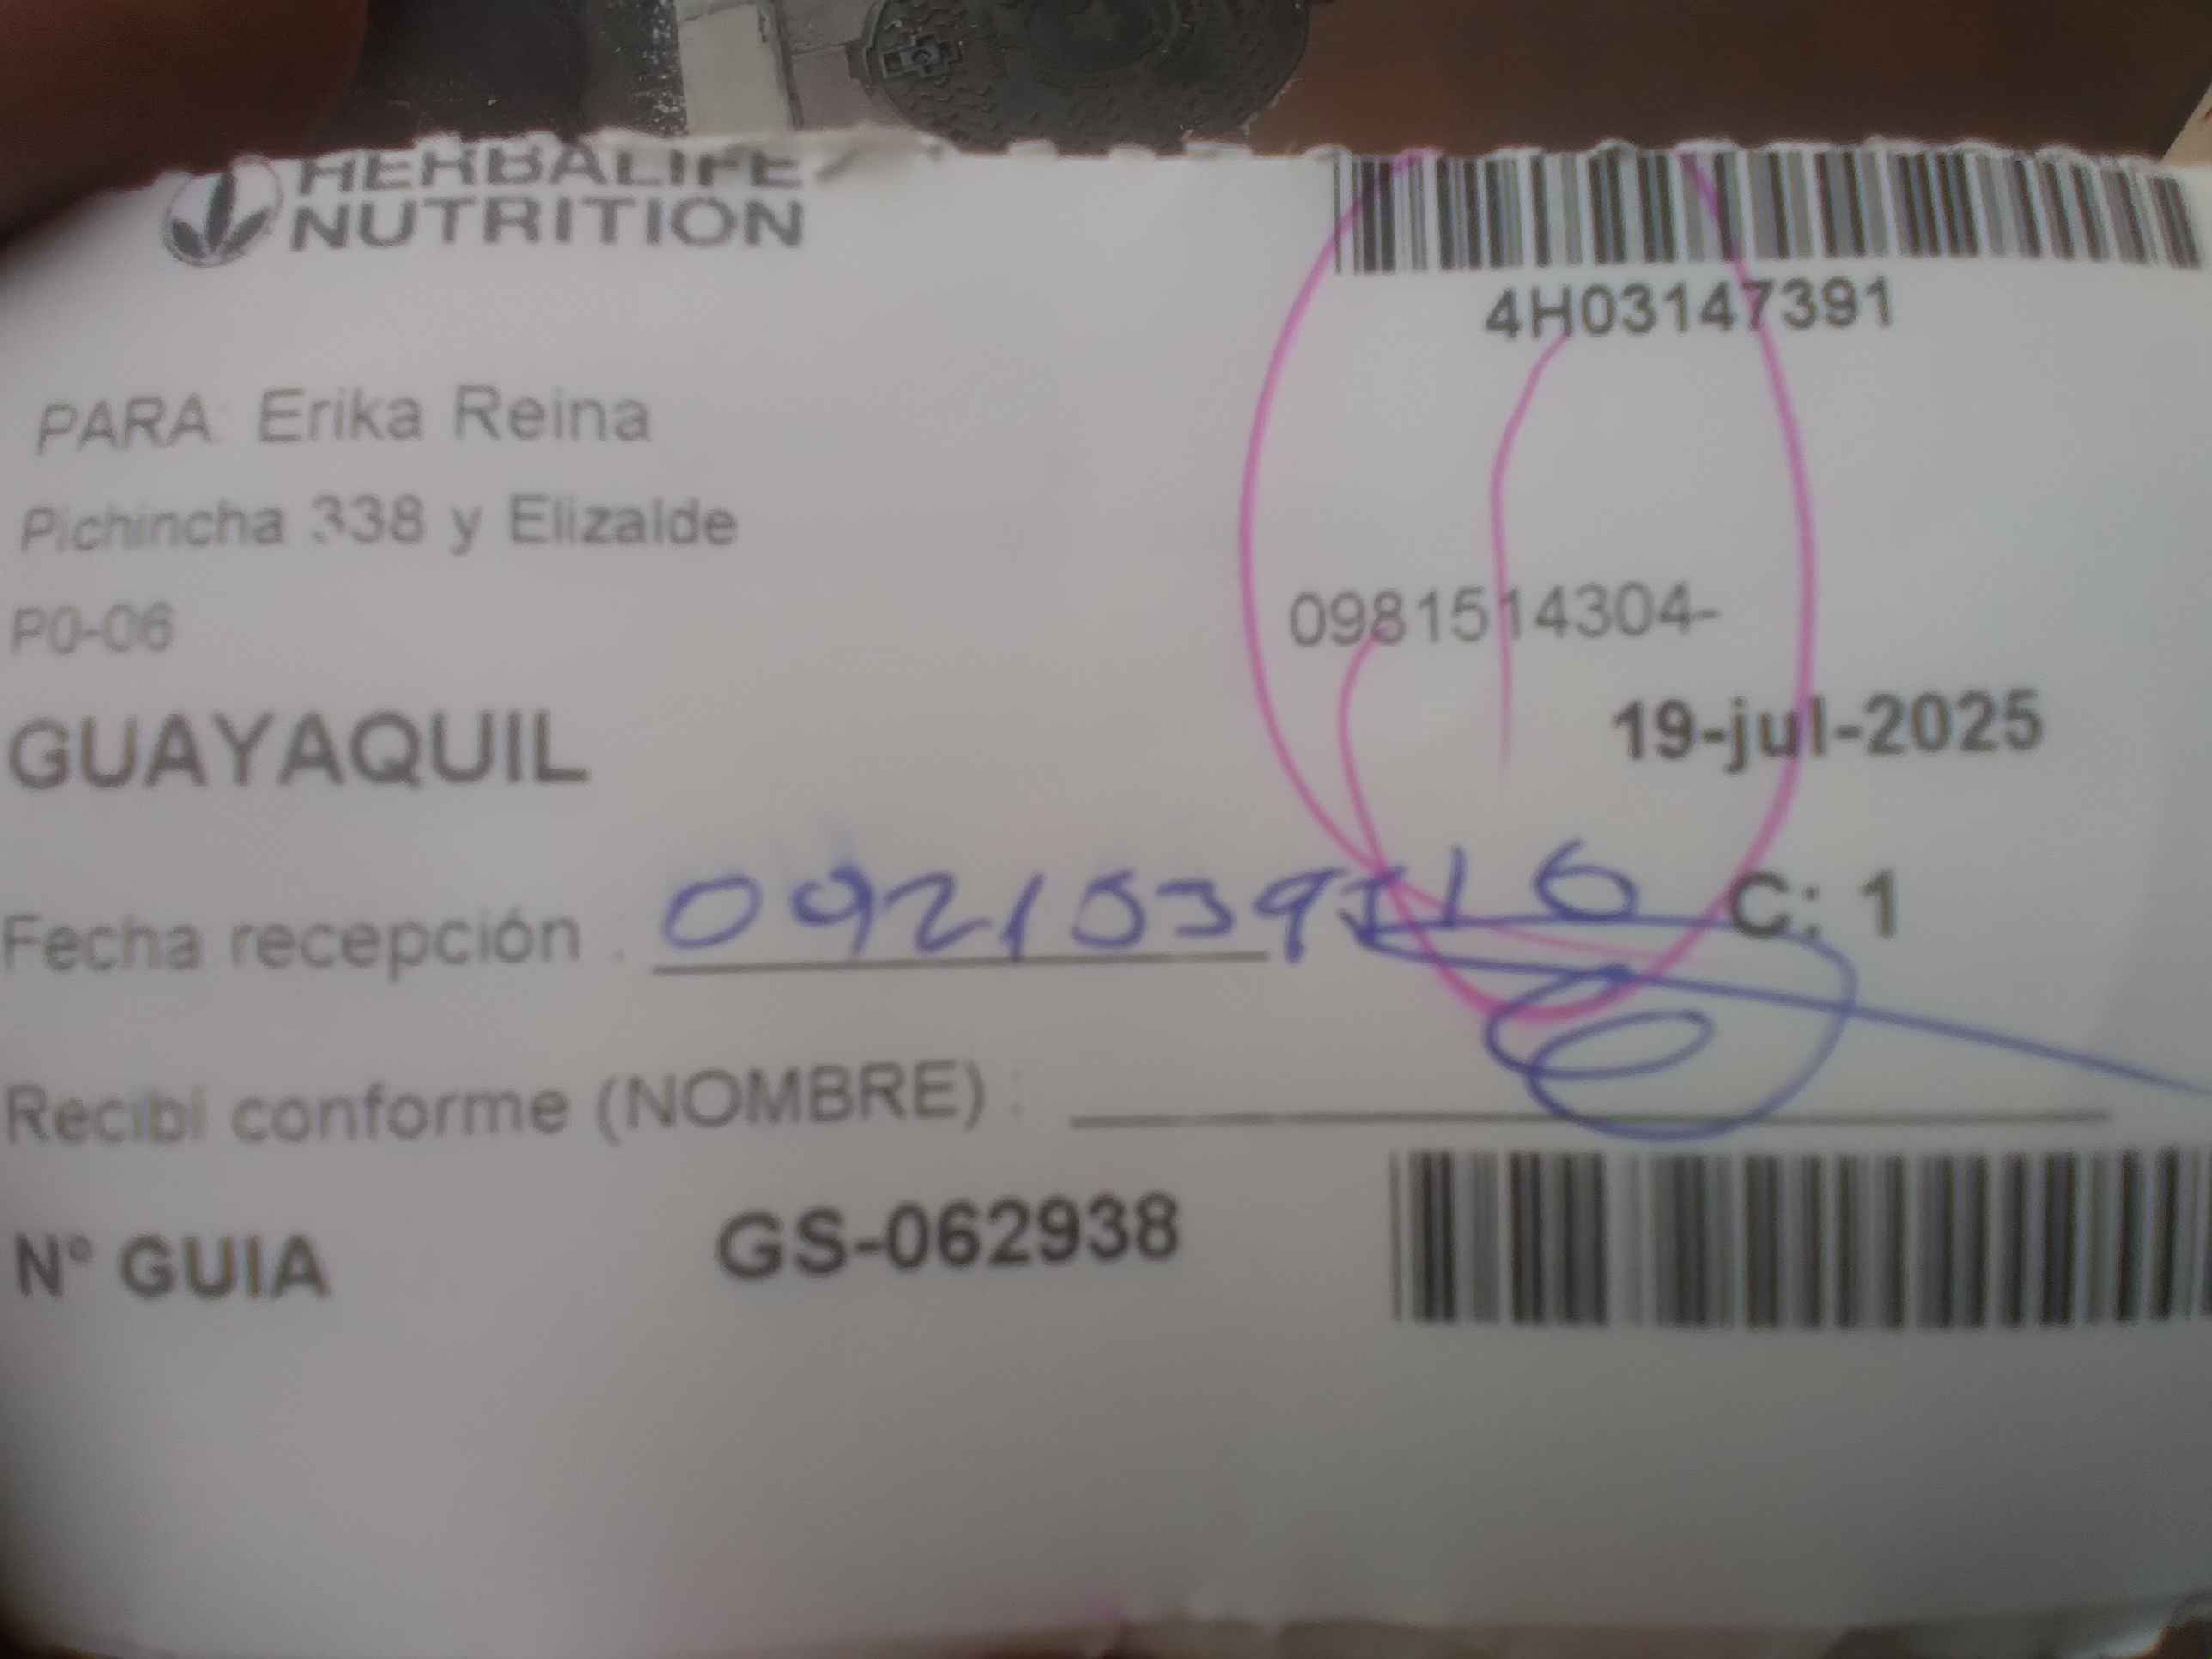 HERBALIFE
NUTRITION
4H03147391
PARA: Erika Reina
Pichincha 338 y Elizalde
P0-06
0981514304-
GUAYAQUIL
19-jul-2025
Fecha recepción :
C: 1
Recibi conforme (NOMBRE) :
N° GUIA GS-062938